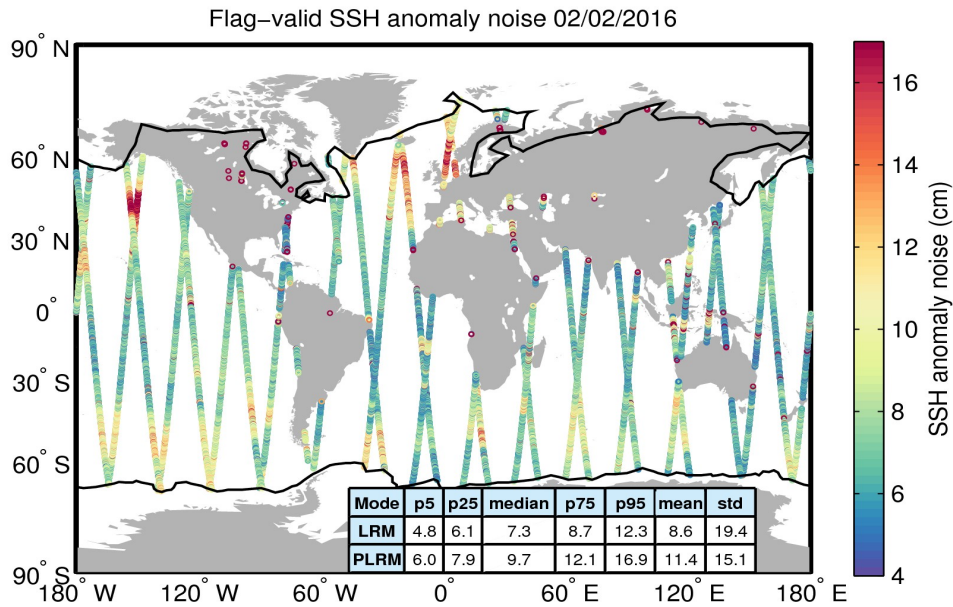 Flag−valid SSH anomaly noise 02/02/2016
90° N
60° N
30° N
0°
30° S
60° S
90° S
180° W
120° W
60° W
0°
60° E
120° E
180° E
16
14
12
10
8
6
4
SSH anomaly noise (cm)
Mode p5 p25 median p75 p95 mean std
LRM 4.8 6.1 7.3 8.7 12.3 8.6 19.4
PLRM 6.0 7.9 9.7 12.1 16.9 11.4 15.1